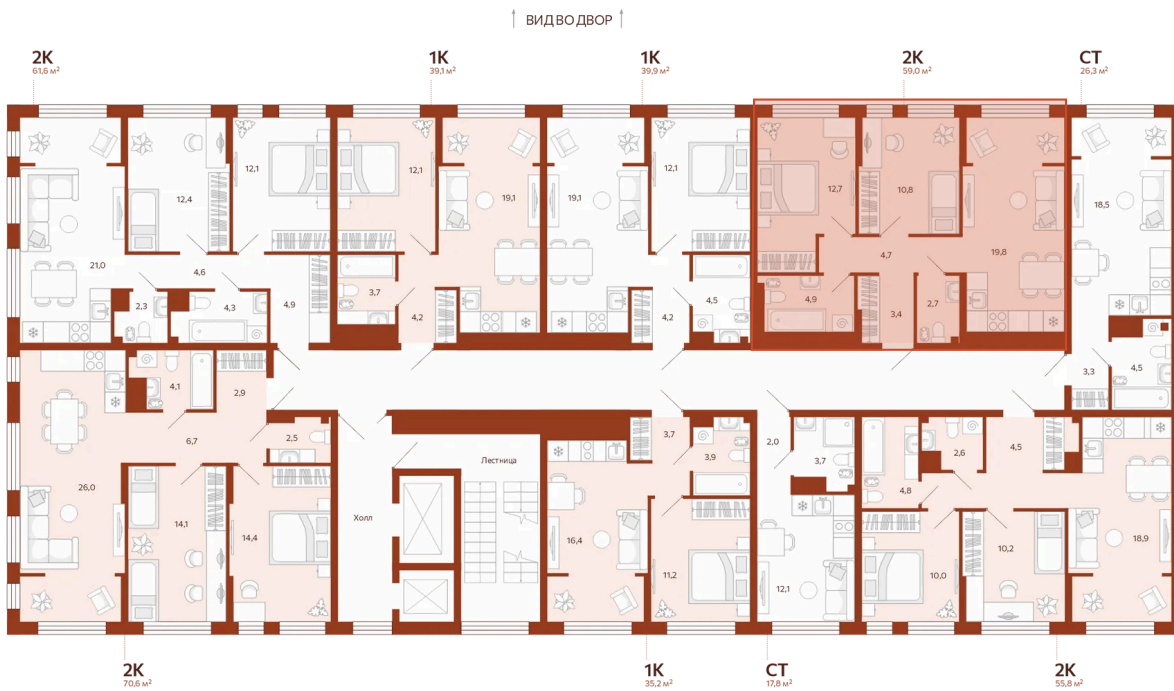 ВИД ВО ДВОР
2К
61,6 м²
1К
39,1 м²
1К
39,9 м²
2К
59,0 м²
СТ
26,3 м²
21,0
12,4
12,1
4,6
2,3
4,3
4,9
12,1
19,1
3,7
4,2
19,1
12,1
4,2
4,5
12,7
10,8
19,8
4,7
4,9
3,4
2,7
18,5
3,3
4,5
26,0
4,1
2,9
6,7
2,5
14,1
14,4
Холл
Лестница
16,4
3,7
3,9
11,2
2,0
3,7
12,1
4,8
2,6
4,5
10,0
10,2
18,9
2К
70,6 м²
1К
35,2 м²
СТ
17,8 м²
2К
55,8 м²